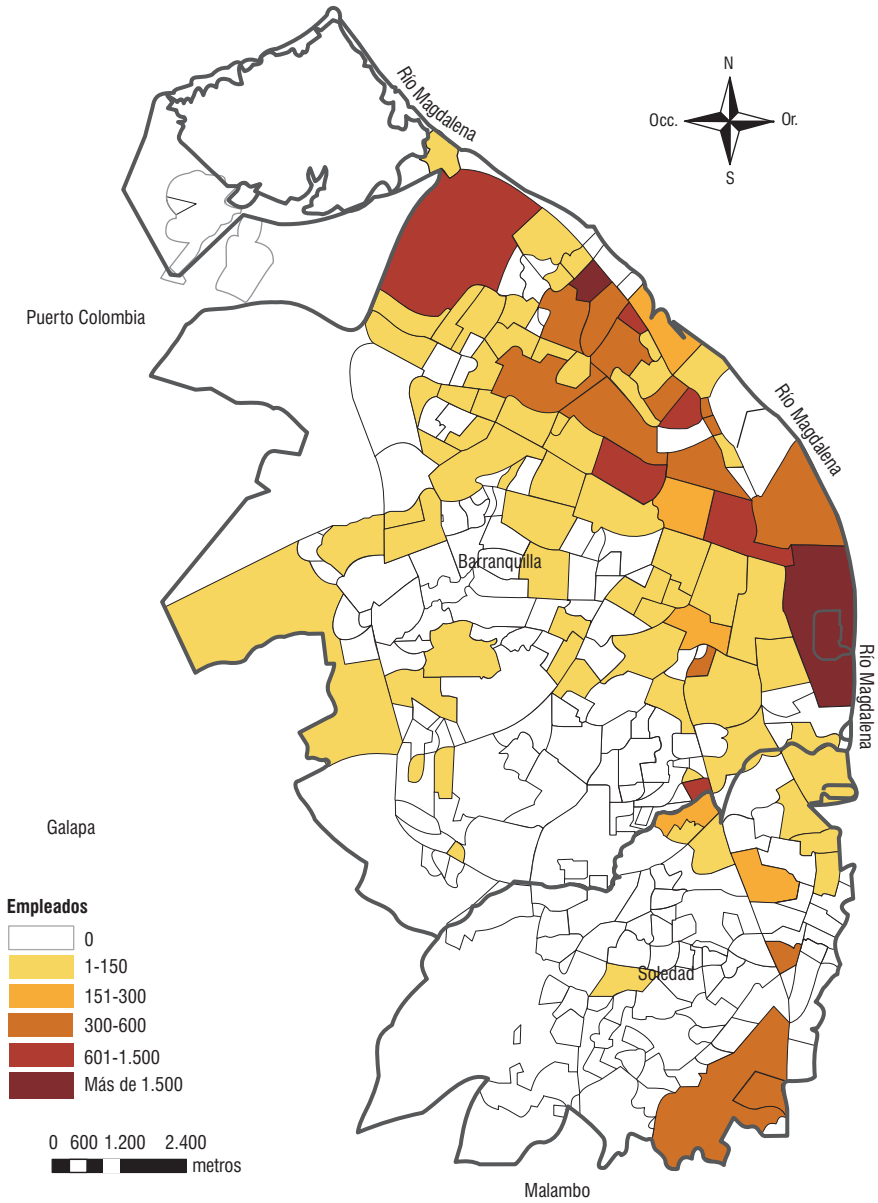 Río Magdalena
N
Occ.
Or.
S
Puerto Colombia
Río Magdalena
Barranquilla
Río Magdalena
Galapa
Empleados
0
1-150
151-300
300-600
601-1.500
Más de 1.500
Soledad
0 600 1.200 2.400
metros
Malambo